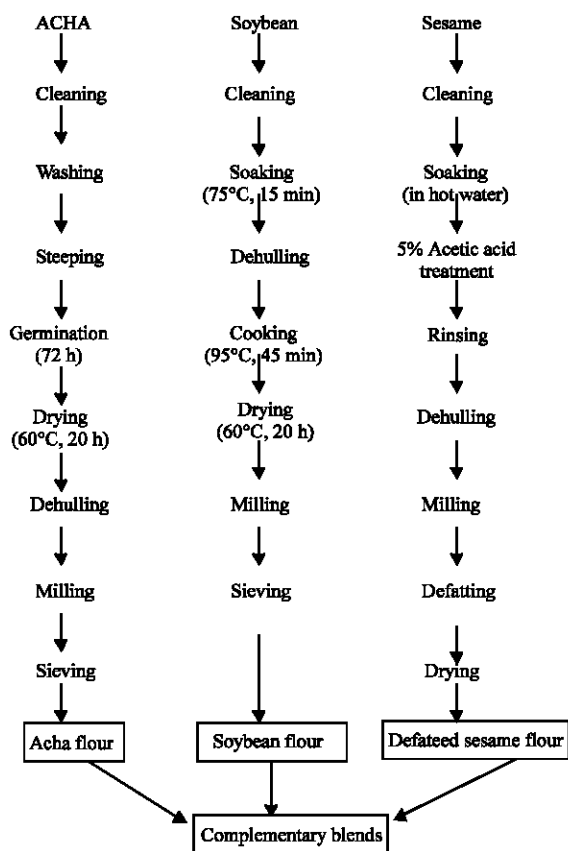 ACHA
Cleaning
Washing
Steeping
Germination
(72 h)
Drying
(60°C, 20 h)
Dehulling
Milling
Sieving
Acha flour
Soybean
Cleaning
Soaking
(75°C, 15 min)
Dehulling
Cooking
(95°C, 45 min)
Drying
(60°C, 20 h)
Milling
Sieving
Soybean flour
Sesame
Cleaning
Soaking
(in hot water)
5% Acetic acid
treatment
Rinsing
Dehulling
Milling
Defatting
Drying
Defateed sesame flour
Complementary blends